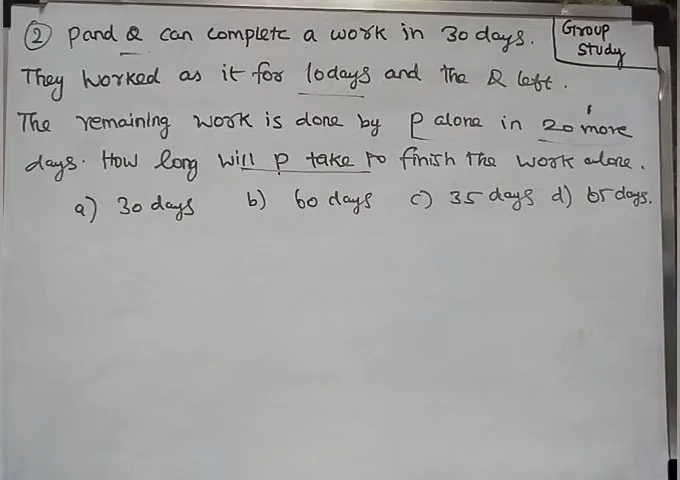 ② P and Q can complete a work in 30 days.
Group
Study
They worked as it for 10 days and the Q left.
The remaining work is done by P alone in 20 more
days. How long will P take to finish the work alone.
a) 30 days b) 60 days c) 35 days d) 65 days.